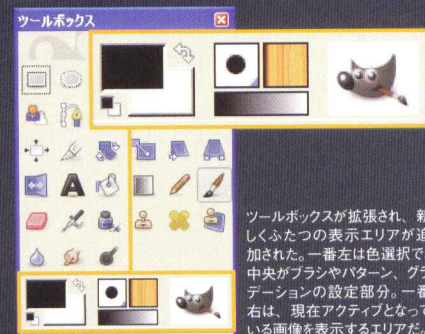 ツールボックス
A
ツールボックスが拡張され、新
しくふたつの表示エリアが追
加された。一番左は色選択で、
中央がブラシやパターン、グラ
デーションの設定部分。一番
右は、現在アクティブとなって
いる画像を表示するエリアだ。